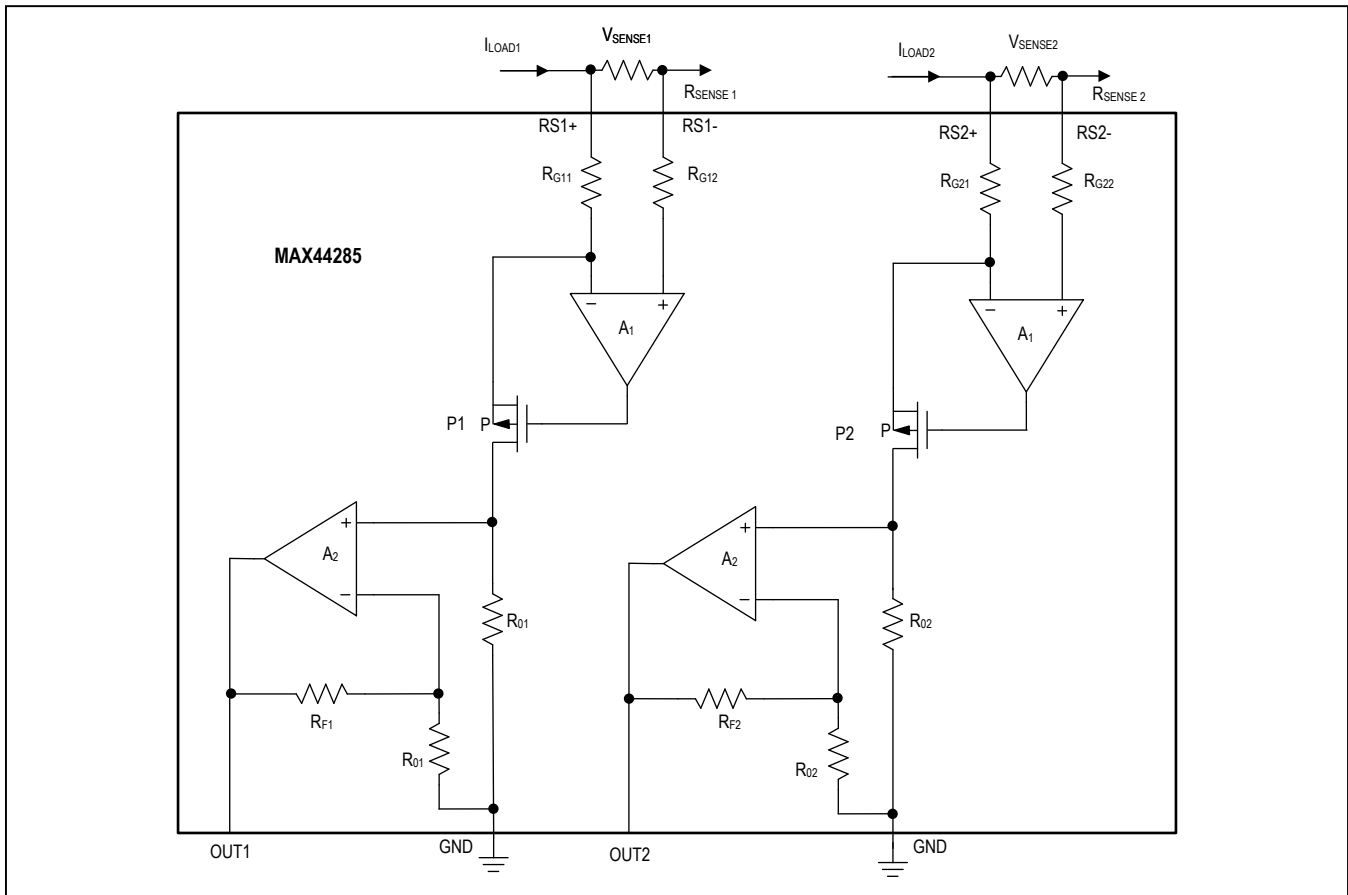 VSENSE1
VSENSE2
ILOAD1
ILOAD2
RSENSE 1
RSENSE 2
RS1+
RS1-
RS2+
RS2-
RG11
RG12
RG21
RG22
MAX44285
−
+
A1
−
+
A1
P1
P
P2
P
+
A2
−
R01
+
A2
−
R02
RF1
R01
RF2
R02
OUT1
GND
OUT2
GND